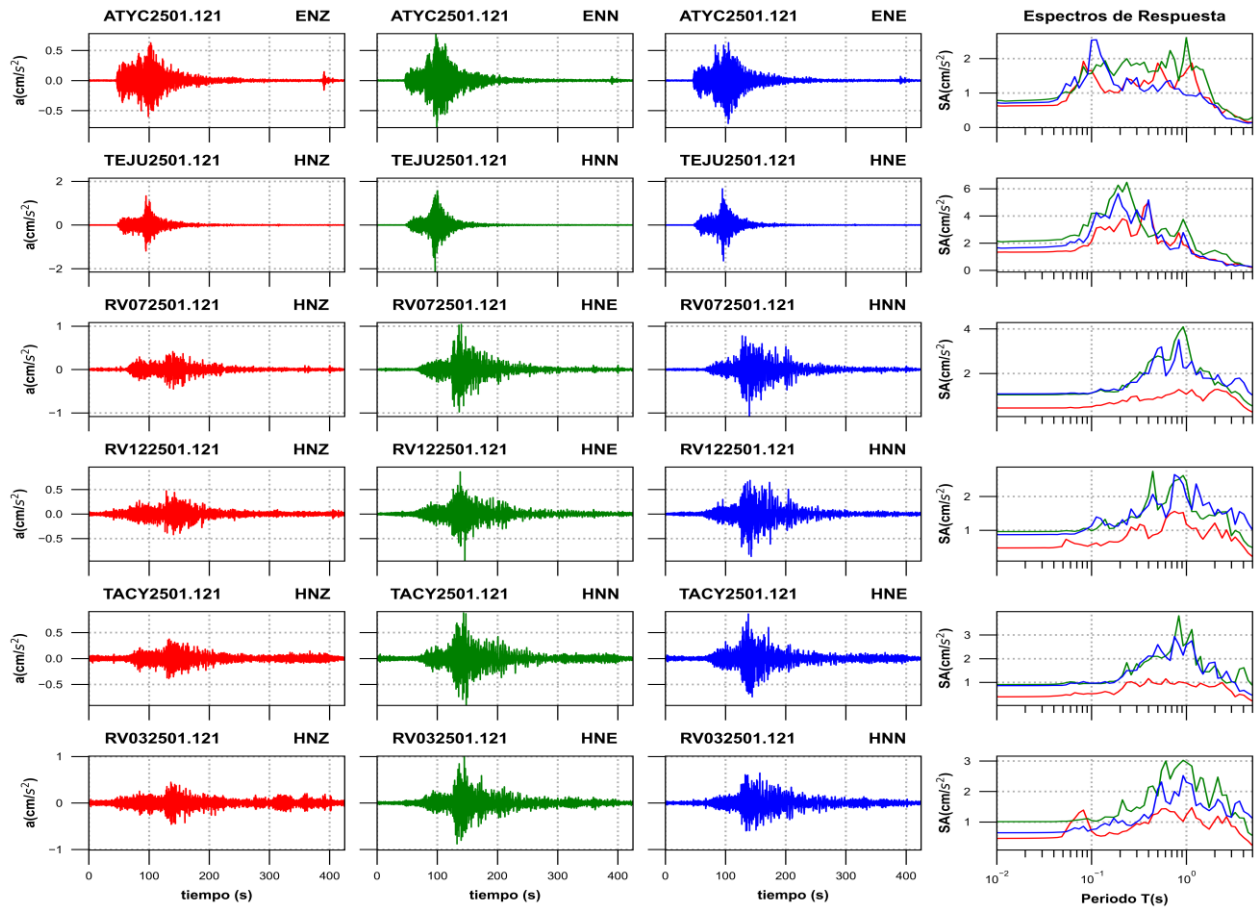 ATYC2501.121 ENZ ATYC2501.121 ENN ATYC2501.121 ENE Espectros de Respuesta
a(cm/s²) 0.5 0.0 −0.5 SA(cm/s²) 2 1 0
TEJU2501.121 HNZ TEJU2501.121 HNN TEJU2501.121 HNE
a(cm/s²) 2 0 −2 SA(cm/s²) 6 4 2 0
RV072501.121 HNZ RV072501.121 HNE RV072501.121 HNN
a(cm/s²) 1 0 −1 SA(cm/s²) 4 2
RV122501.121 HNZ RV122501.121 HNE RV122501.121 HNN
a(cm/s²) 0.5 0.0 −0.5 SA(cm/s²) 2 1
TACY2501.121 HNZ TACY2501.121 HNN TACY2501.121 HNE
a(cm/s²) 0.5 0.0 −0.5 SA(cm/s²) 3 2 1
RV032501.121 HNZ RV032501.121 HNE RV032501.121 HNN
a(cm/s²) 1 0 −1 SA(cm/s²) 3 2 1
0 100 200 300 400 0 100 200 300 400 0 100 200 300 400 10⁻² 10⁻¹ 10⁰
tiempo (s) tiempo (s) tiempo (s) Periodo T(s)